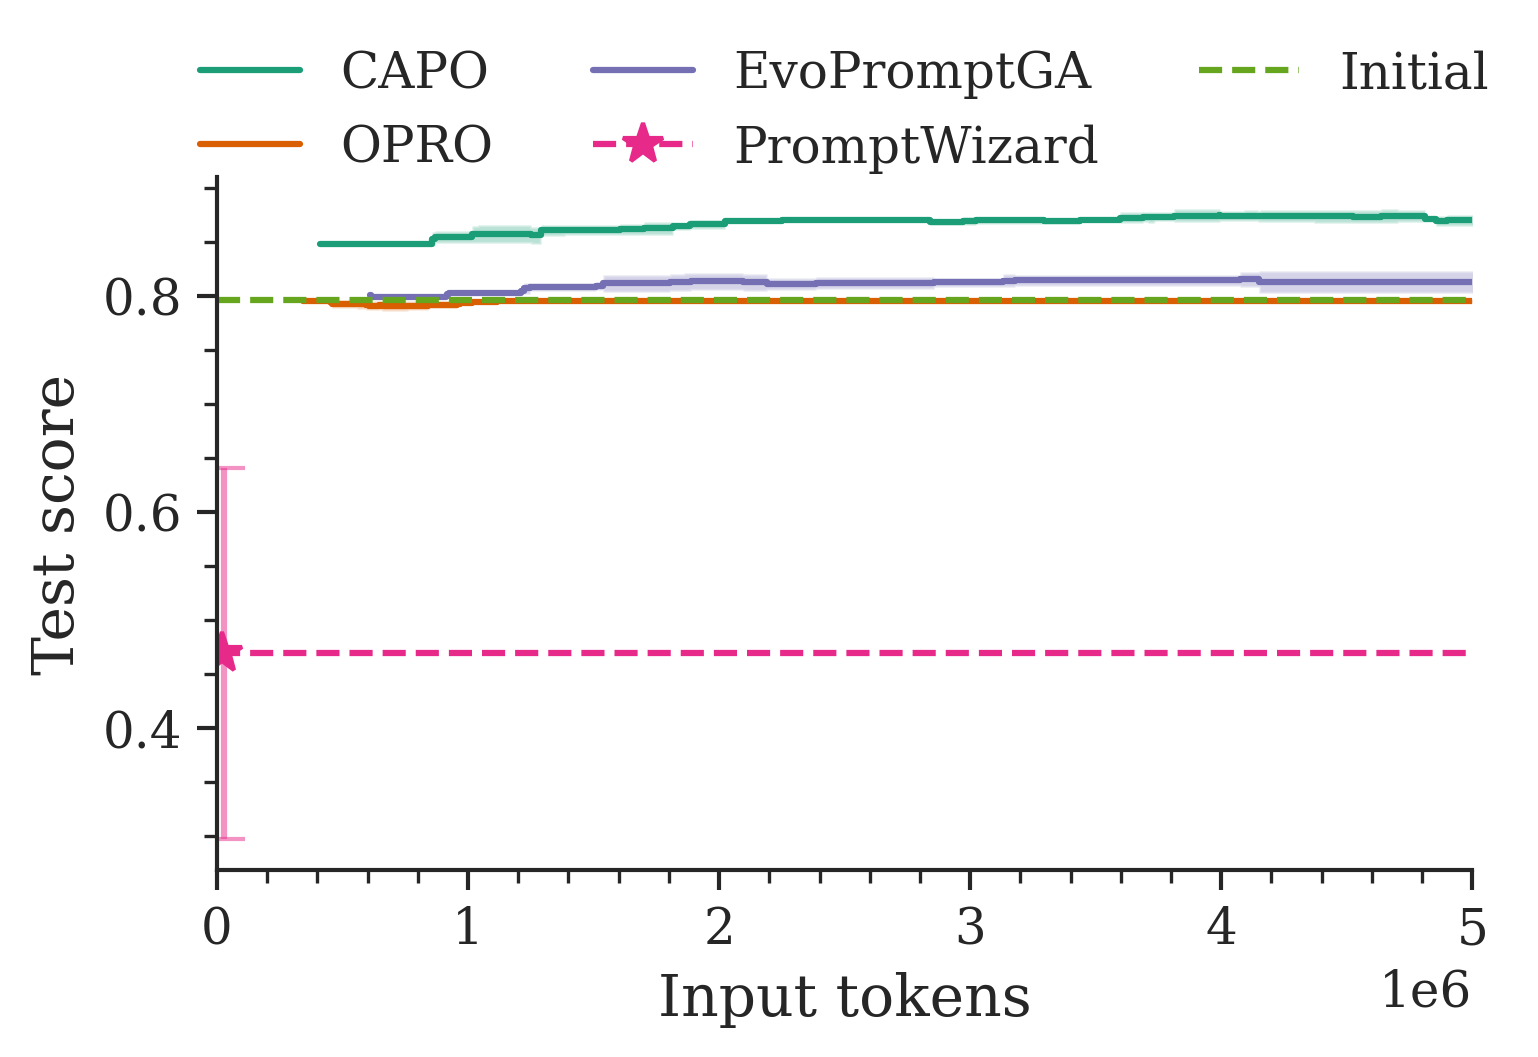 CAPO EvoPromptGA Initial
OPRO PromptWizard
Test score
0.8
0.6
0.4
0 1 2 3 4 5
Input tokens
1e6